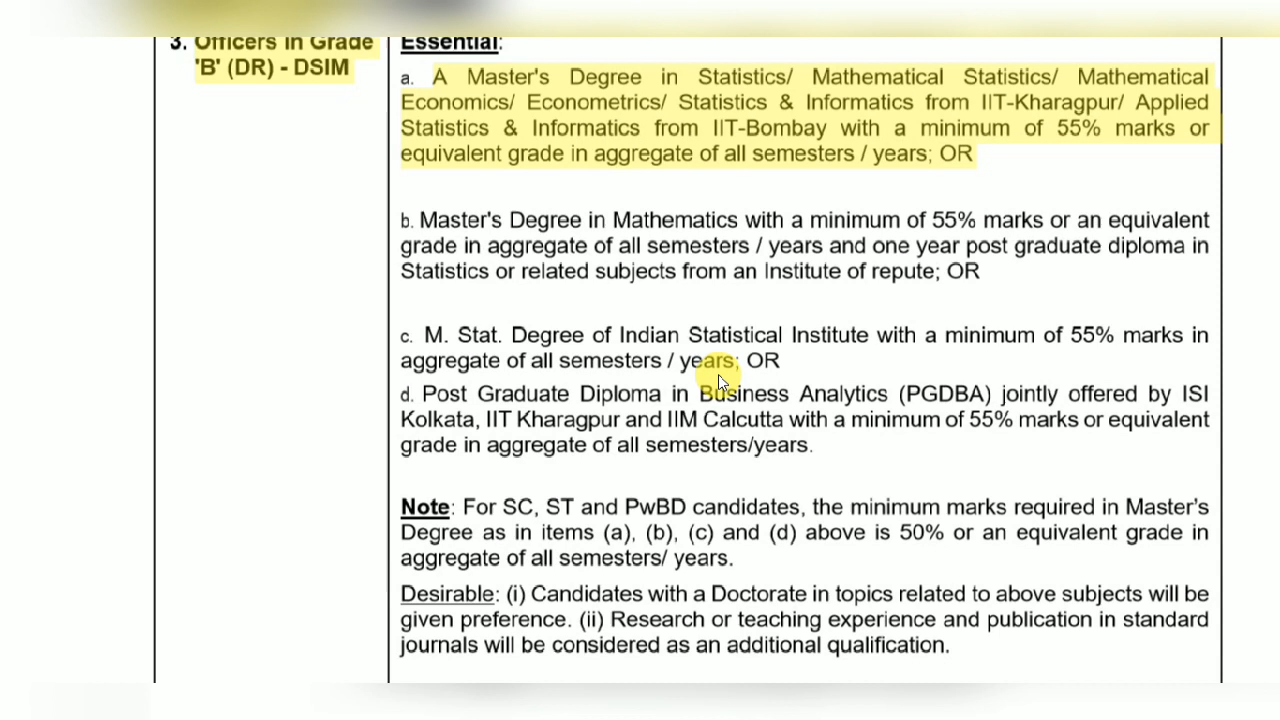 3. Officers in Grade
'B' (DR) - DSIM
Essential:
a. A Master's Degree in Statistics/ Mathematical Statistics/ Mathematical
Economics/ Econometrics/ Statistics & Informatics from IIT-Kharagpur/ Applied
Statistics & Informatics from IIT-Bombay with a minimum of 55% marks or
equivalent grade in aggregate of all semesters / years; OR
b. Master's Degree in Mathematics with a minimum of 55% marks or an equivalent
grade in aggregate of all semesters / years and one year post graduate diploma in
Statistics or related subjects from an Institute of repute; OR
c. M. Stat. Degree of Indian Statistical Institute with a minimum of 55% marks in
aggregate of all semesters / years; OR
d. Post Graduate Diploma in Business Analytics (PGDBA) jointly offered by ISI
Kolkata, IIT Kharagpur and IIM Calcutta with a minimum of 55% marks or equivalent
grade in aggregate of all semesters/years.
Note: For SC, ST and PwBD candidates, the minimum marks required in Master's
Degree as in items (a), (b), (c) and (d) above is 50% or an equivalent grade in
aggregate of all semesters/ years.
Desirable: (i) Candidates with a Doctorate in topics related to above subjects will be
given preference. (ii) Research or teaching experience and publication in standard
journals will be considered as an additional qualification.